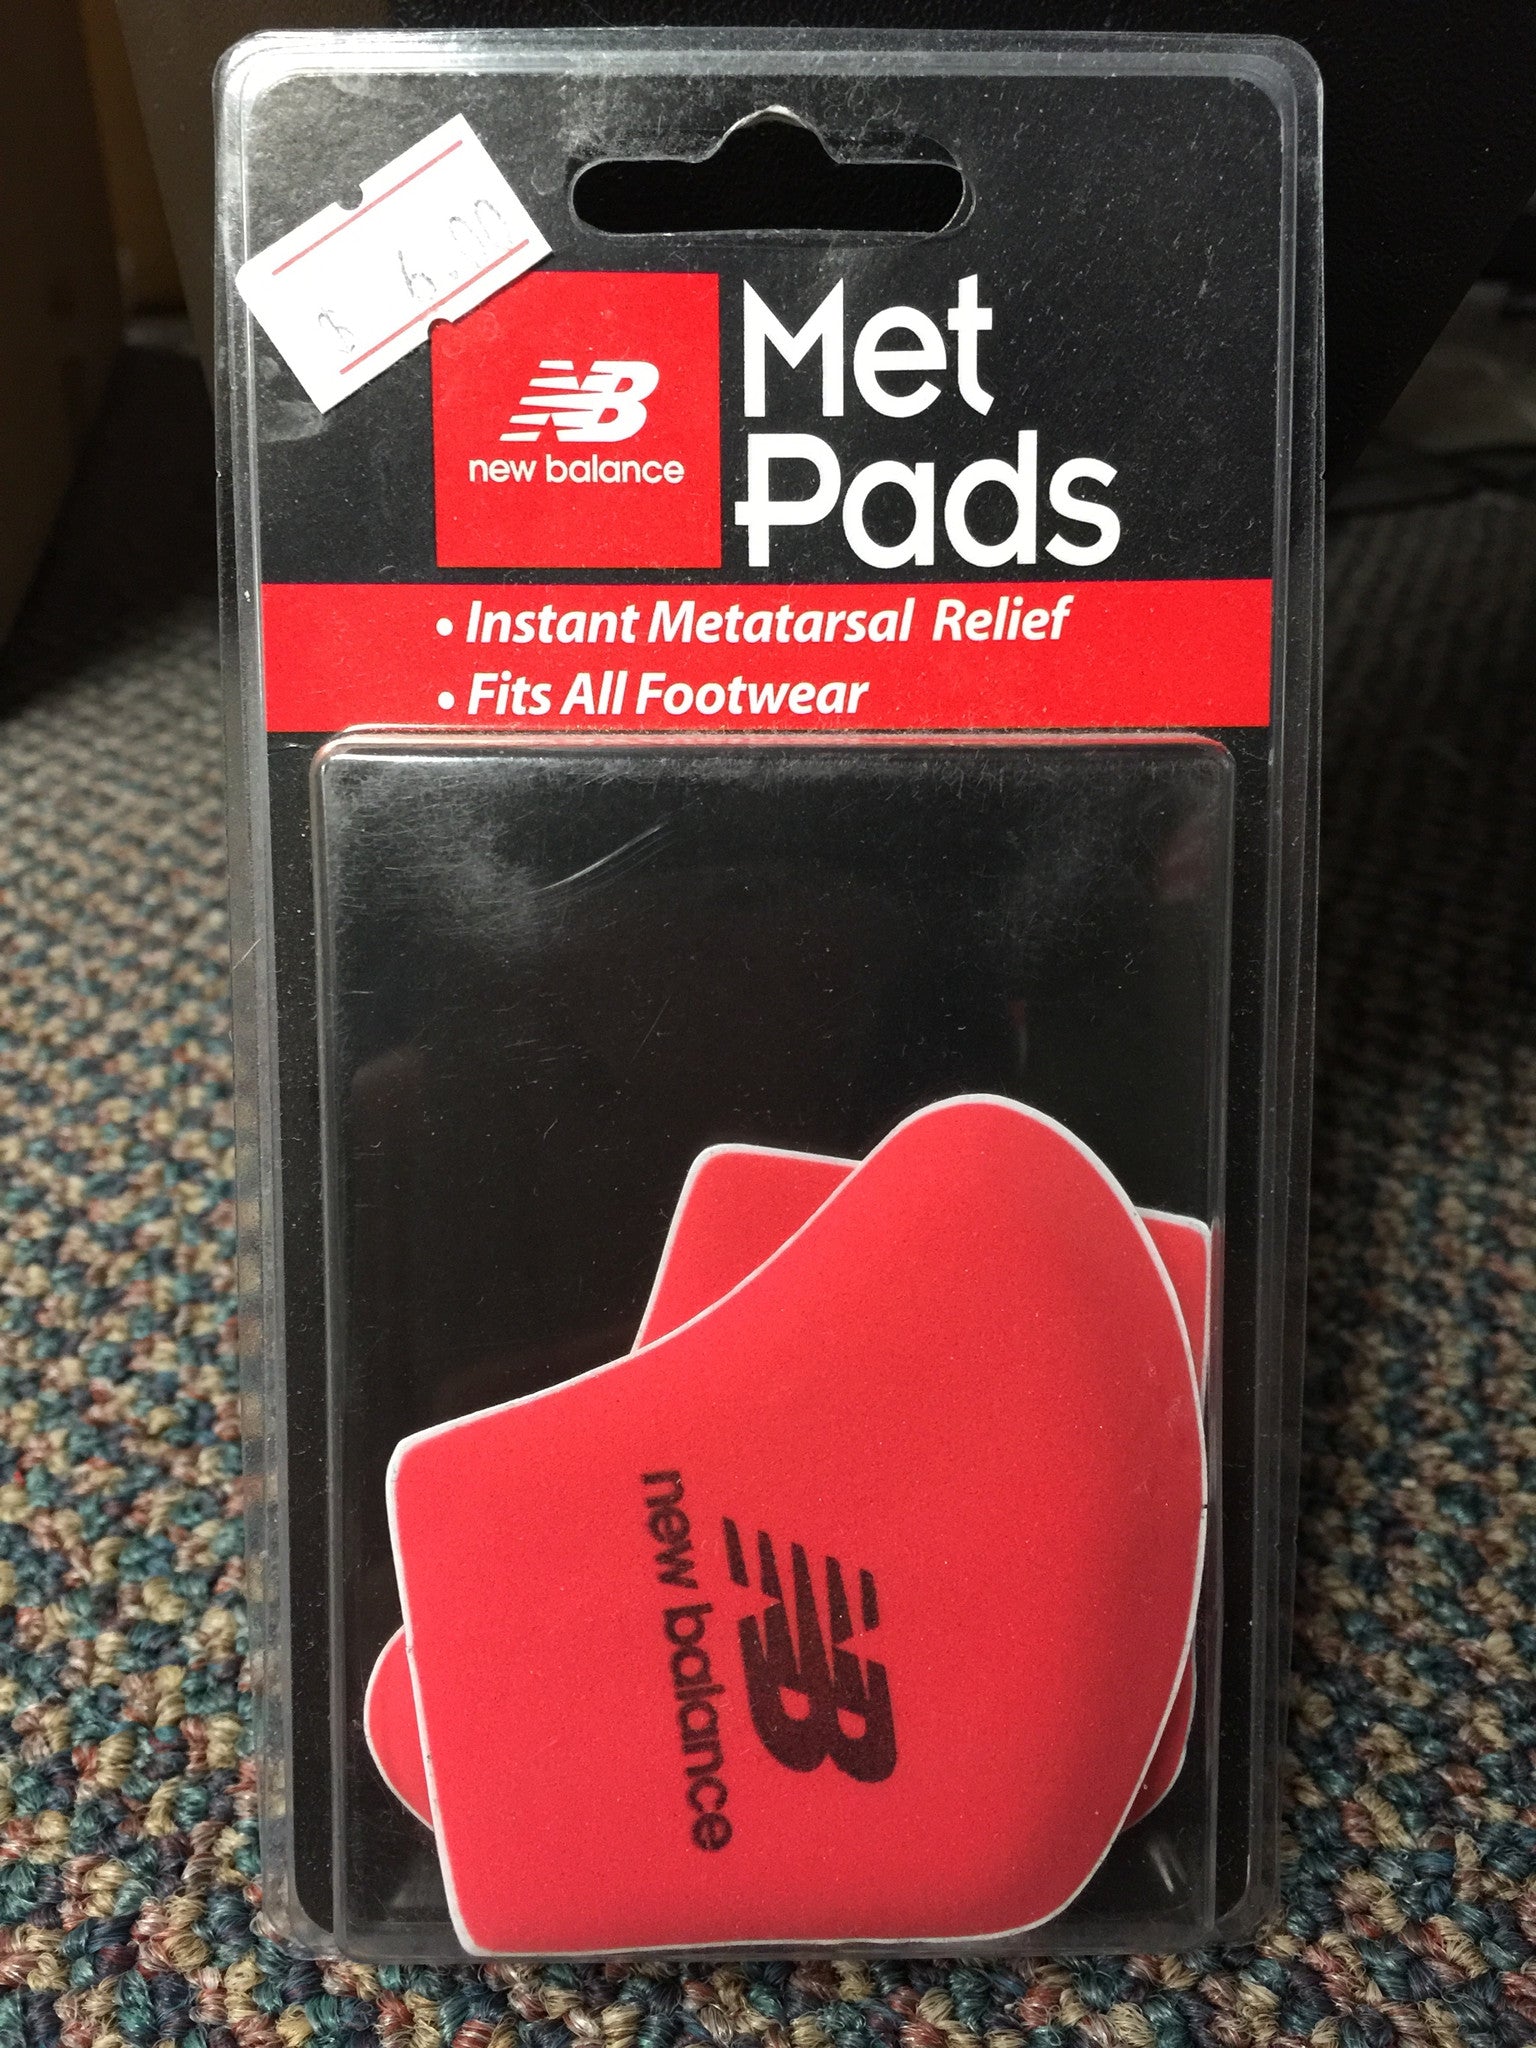 $ 6.00
NB
new balance
Met
Pads
• Instant Metatarsal Relief
• Fits All Footwear
NB
new balance